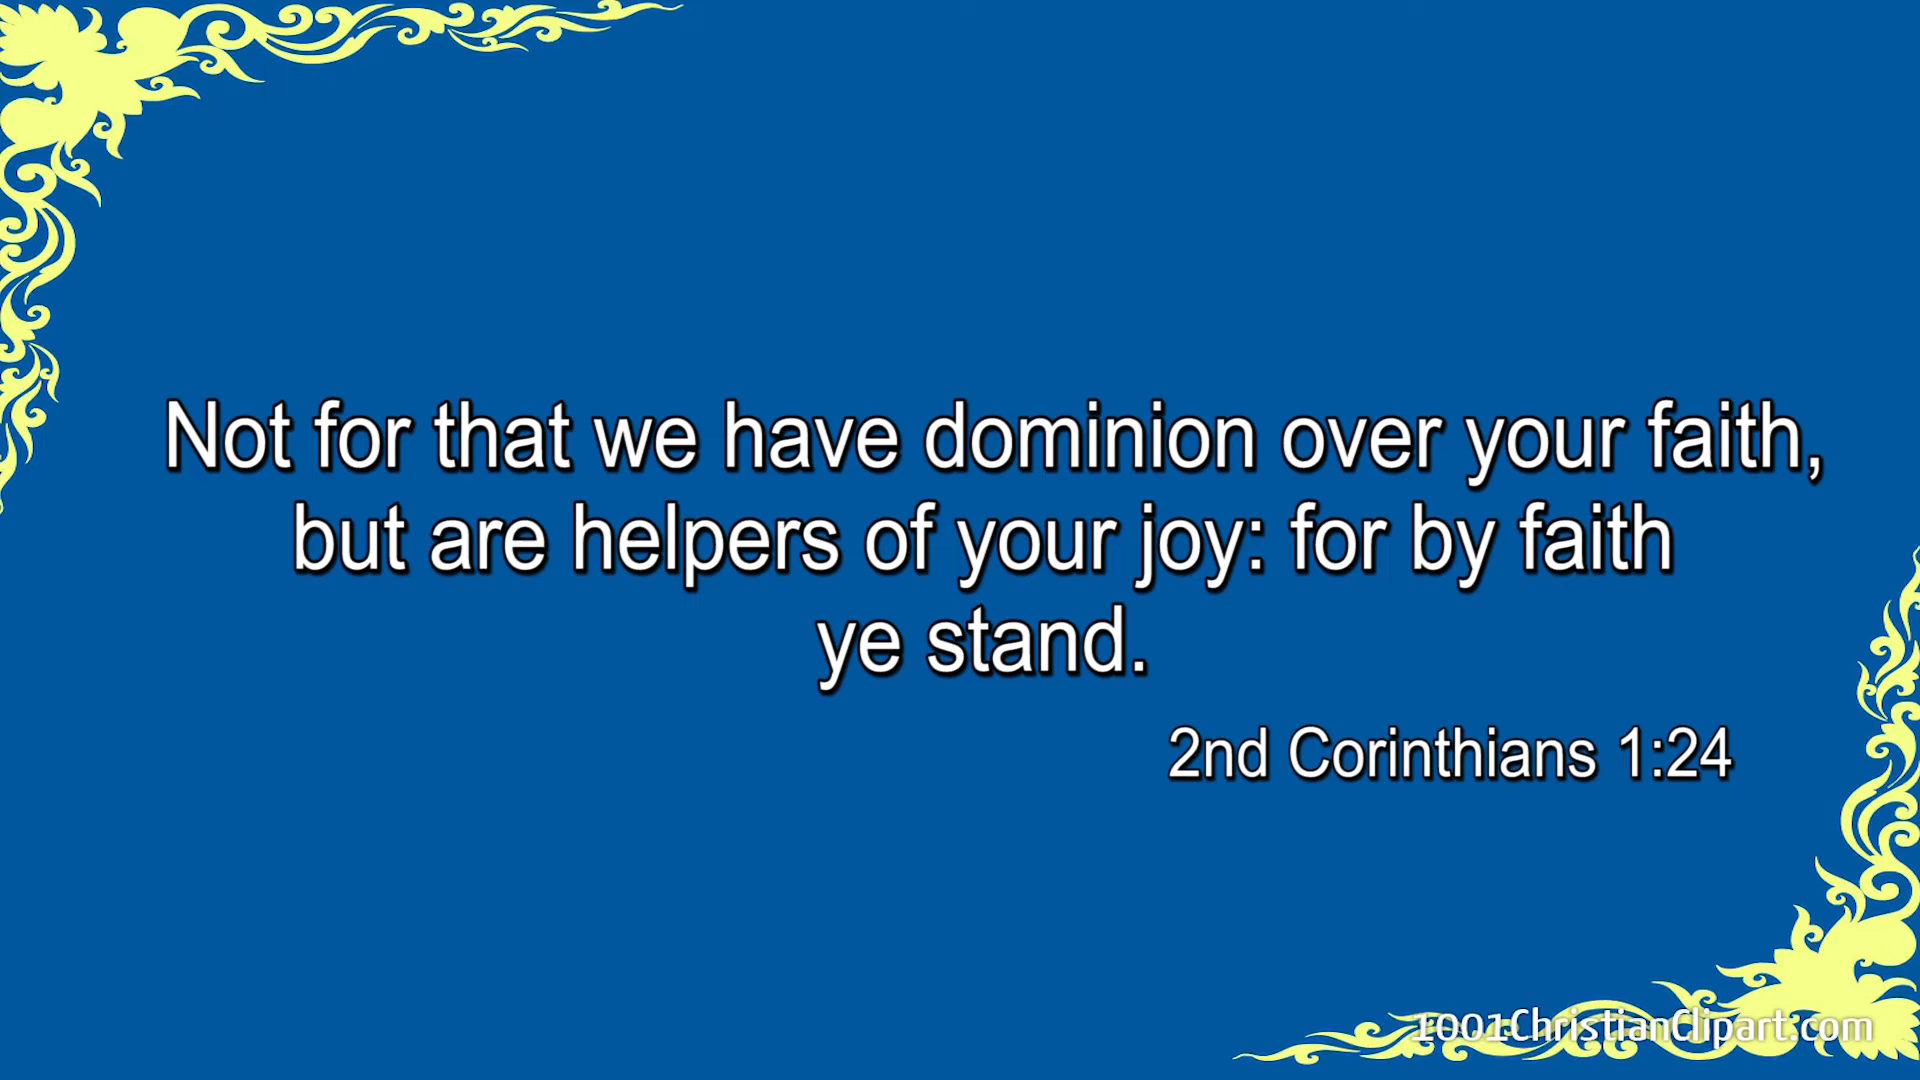 Not for that we have dominion over your faith,
but are helpers of your joy: for by faith
ye stand.
2nd Corinthians 1:24
1001ChristianClipart.com